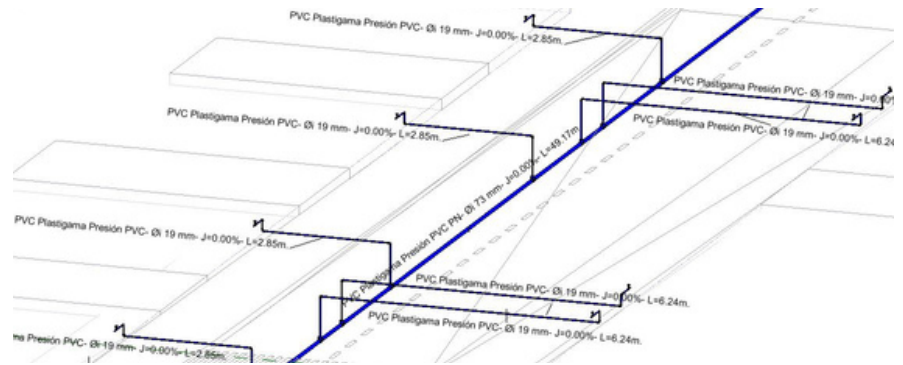 PVC Plastigama Presión PVC- Øi 19 mm- J=0.00%- L=2.85m.
PVC Plastigama Presión PVC- Øi 19 mm- J=0.00%
PVC Plastigama Presión PVC- Øi 19 mm- J=0.00%- L=2.85m.
PVC Plastigama Presión PVC- Øi 19 mm- J=0.00%- L=6.24
PVC Plastigama Presión PVC PN- Øi 73 mm- J=0.00%- L=49.17m
PVC Plastigama Presión PVC- Øi 19 mm- J=0.00%- L=2.85m.
PVC Plastigama Presión PVC- Øi 19 mm- J=0.00%- L=6.24m.
PVC Plastigama Presión PVC- Øi 19 mm- J=0.00%- L=6.24m.
ma Presión PVC- Øi 19 mm- J=0.00%- L=2.85m.